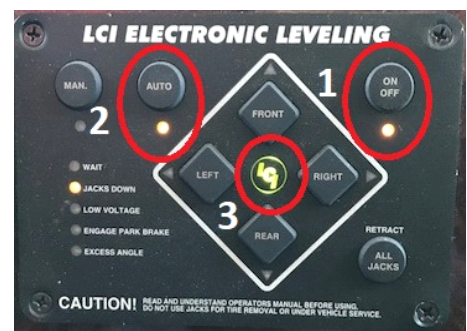 LCI ELECTRONIC LEVELING
1
MAN.
AUTO
ON
OFF
2
FRONT
WAIT
LEFT
LCI
RIGHT
JACKS DOWN
LOW VOLTAGE
3
REAR
RETRACT
ENGAGE PARK BRAKE
ALL
JACKS
EXCESS ANGLE
CAUTION! READ AND UNDERSTAND OPERATORS MANUAL BEFORE USING.
DO NOT USE JACKS FOR TIRE REMOVAL OR UNDER VEHICLE SERVICE.